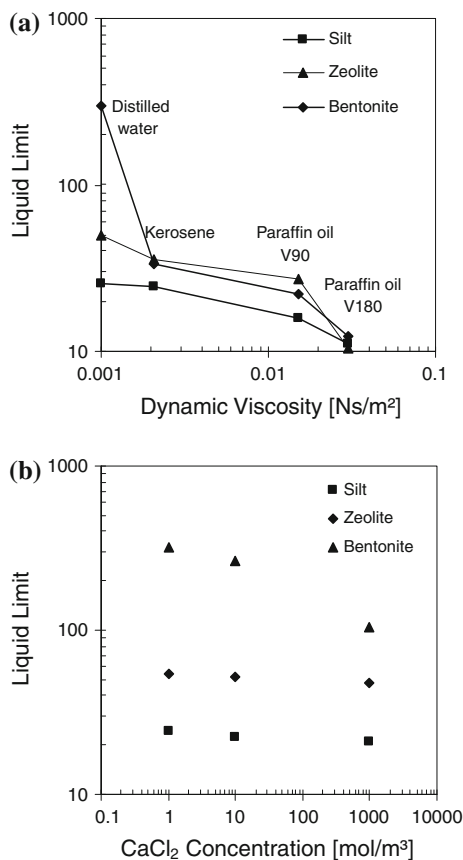 (a)
1000
Silt
Zeolite
Bentonite
Distilled
water
Liquid Limit
100
Kerosene
Paraffin oil
V90
Paraffin oil
V180
10
0.001
0.01
0.1
Dynamic Viscosity [Ns/m²]
(b)
1000
Silt
Zeolite
Bentonite
Liquid Limit
100
10
0.1
1
10
100
1000
10000
CaCl₂ Concentration [mol/m³]